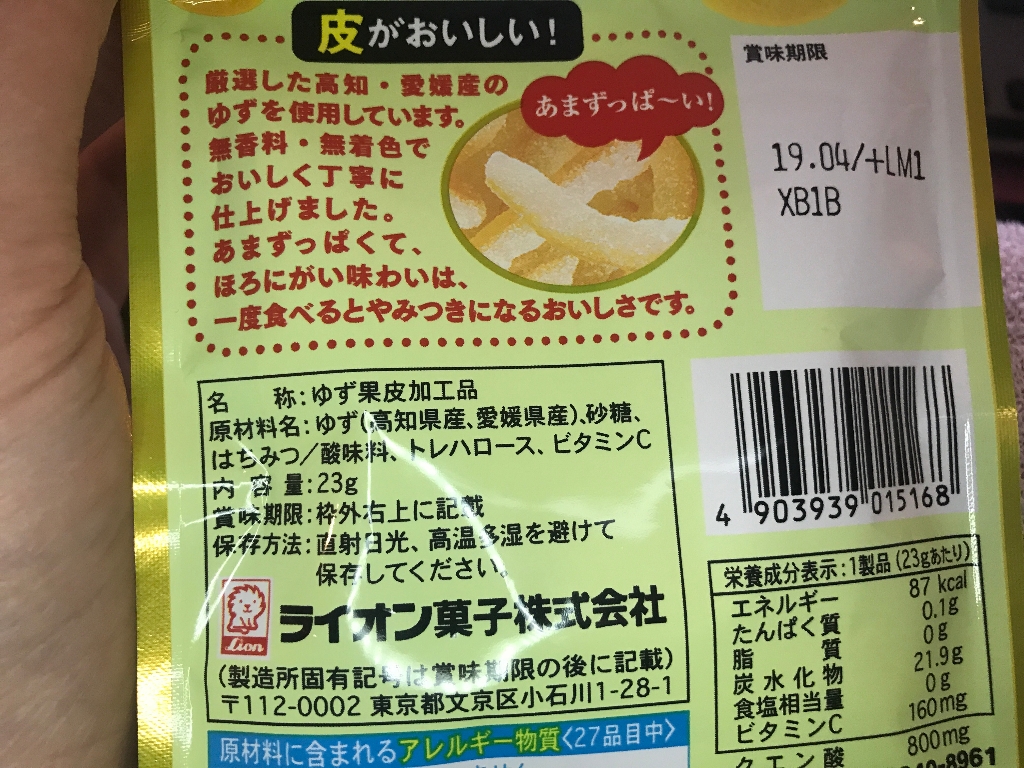 皮がおいしい!
厳選した高知・愛媛産の
ゆずを使用しています。
無香料・無着色で
おいしく丁寧に
仕上げました。
あまずっぱくて、
ほろにがい味わいは、
一度食べるとやみつきになるおいしさです。
あまずっぱ〜い!
賞味期限
19.04/+LM1
XB1B
名 称:ゆず果皮加工品
原材料名:ゆず(高知県産、愛媛県産)、砂糖、
はちみつ/酸味料、トレハロース、ビタミンC
内容量:23g
賞味期限:枠外右上に記載
保存方法:直射日光、高温多湿を避けて
保存してください。
Lion
ライオン菓子株式会社
(製造所固有記号は賞味期限の後に記載)
〒112-0002 東京都文京区小石川1-28-1
原材料に含まれるアレルギー物質〈27品目中〉
4 903939 015168
栄養成分表示:1製品(23gあたり)
エネルギー 87 kcal
たんぱく質 0.1g
脂質 0g
炭水化物 21.9g
食塩相当量 0g
ビタミンC 160mg
クエン酸 800mg
-8961